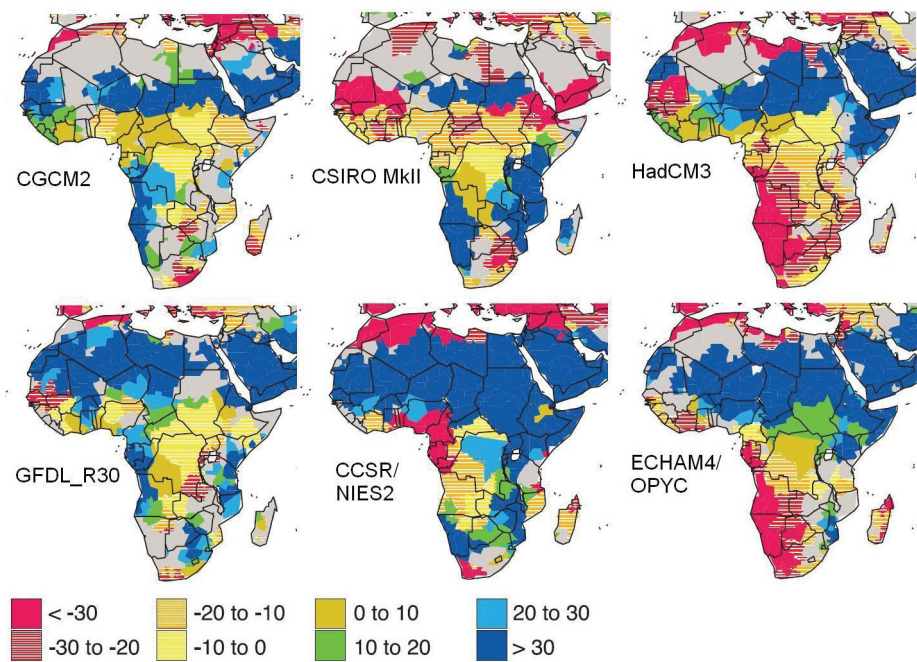 CGCM2
CSIRO MkII
HadCM3
GFDL_R30
CCSR/
NIES2
ECHAM4/
OPYC
< -30
-20 to -10
0 to 10
20 to 30
-30 to -20
-10 to 0
10 to 20
> 30